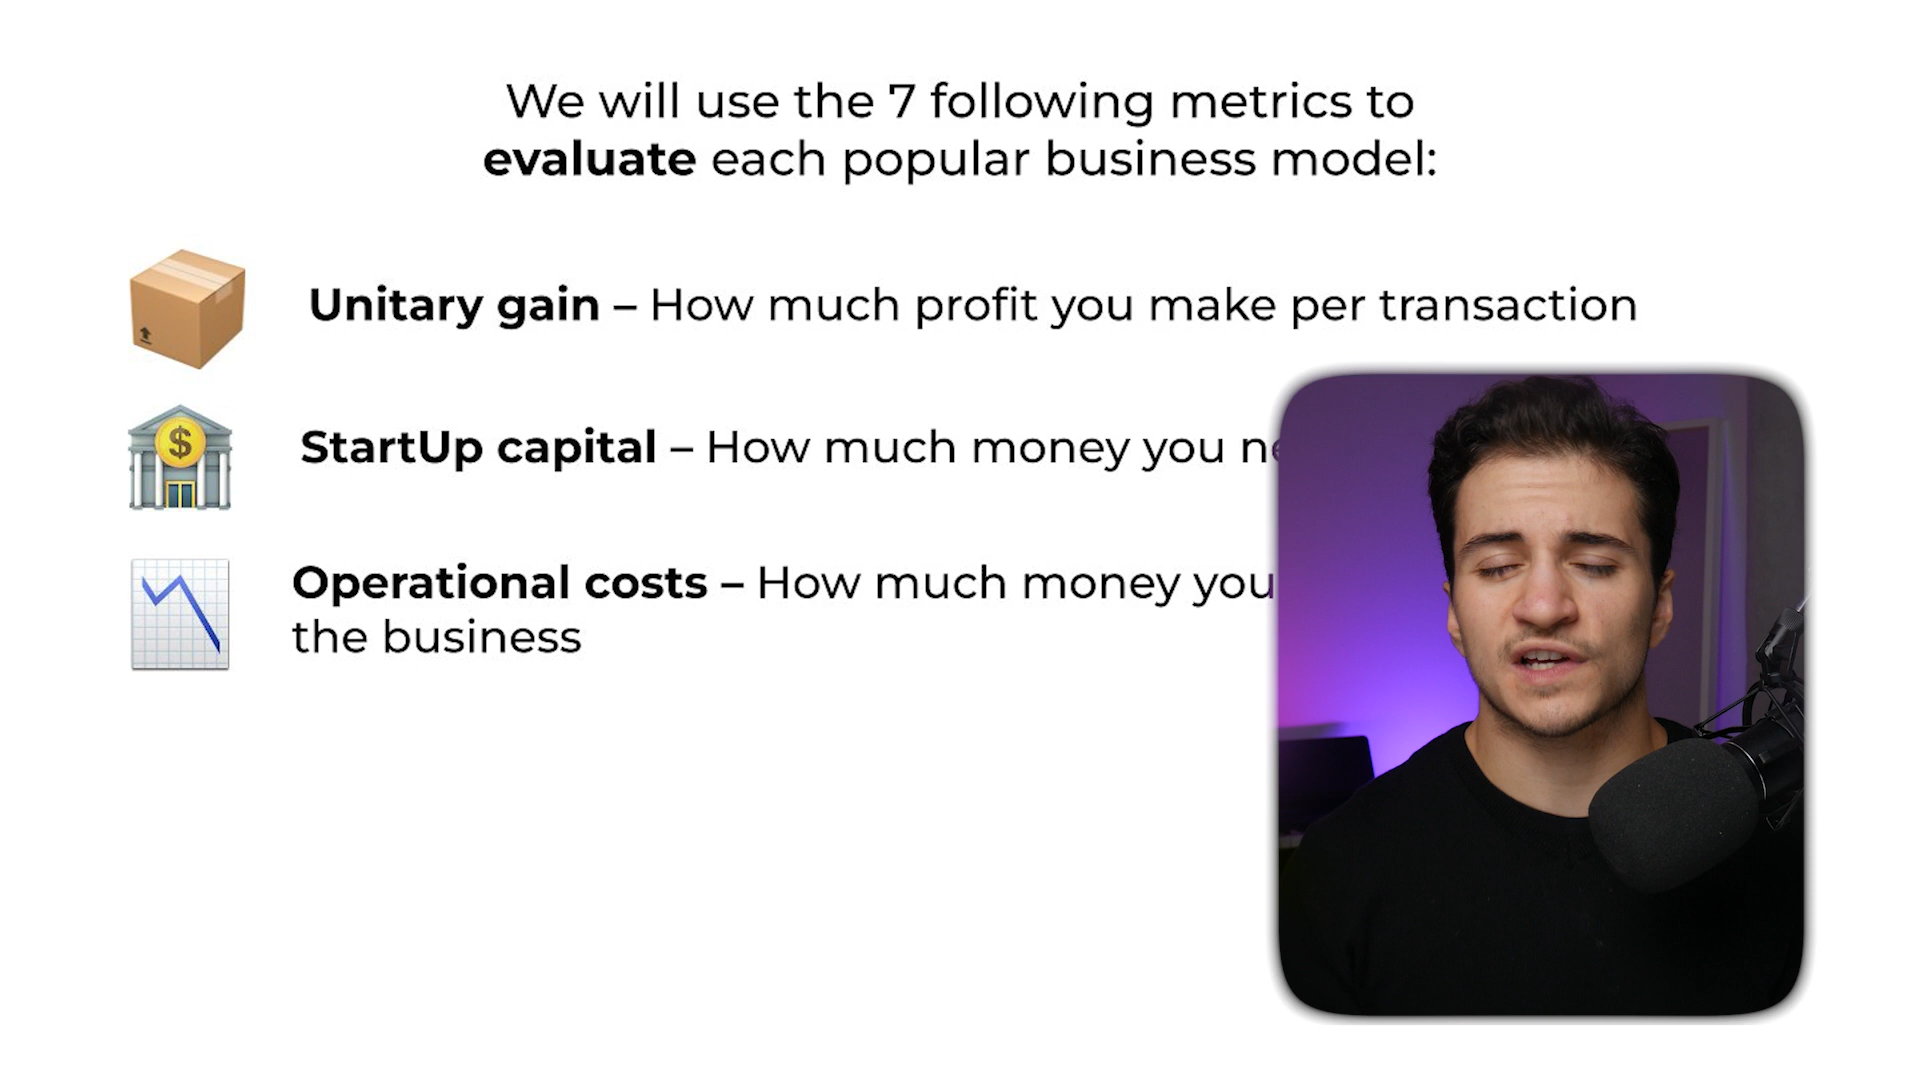 We will use the 7 following metrics to
evaluate each popular business model:
Unitary gain – How much profit you make per transaction
StartUp capital – How much money you
Operational costs – How much money you
the business